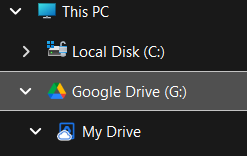 This PC
Local Disk (C:)
Google Drive (G:)
My Drive